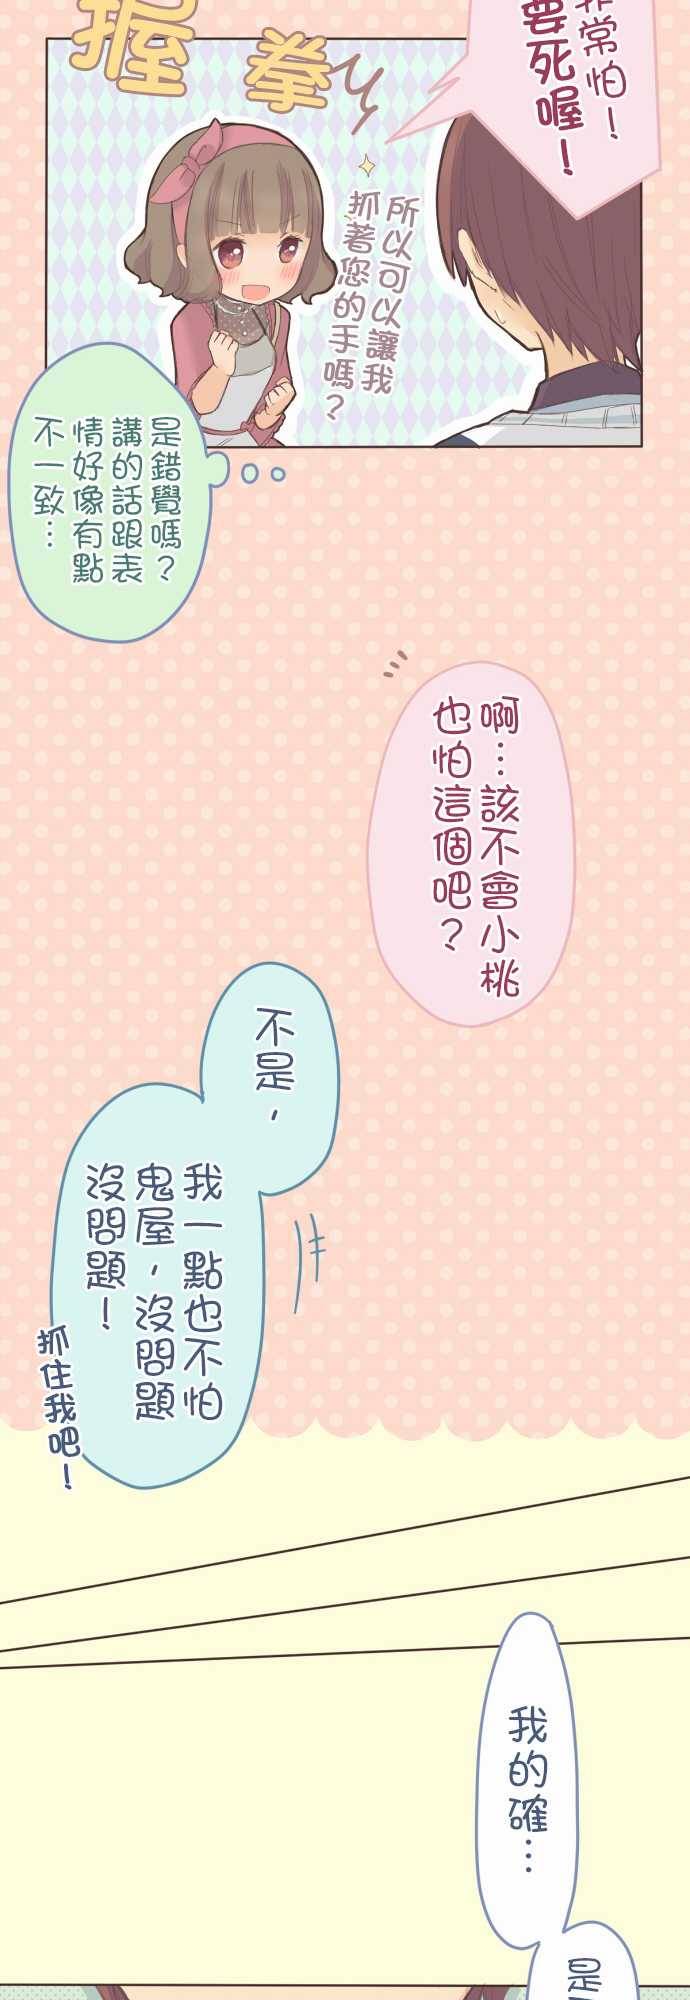 非常怕！
要死喔！
握拳
所以可以讓我
抓著您的手嗎？
是錯覺嗎？
講的話跟表
情好像有點
不一致…
啊…該不會小桃
也怕這個吧？
不是，
我一點也不怕
鬼屋，沒問題
沒問題！
抓住我吧！
我的確…
是